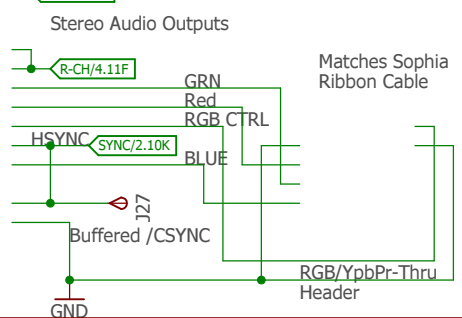 Stereo Audio Outputs
R-CH/4.11F
Matches Sophia
Ribbon Cable
GRN
Red
RGB CTRL
HSYNC
SYNC/2.10K
BLUE
J27
Buffered /CSYNC
RGB/YpbPr-Thru
Header
GND